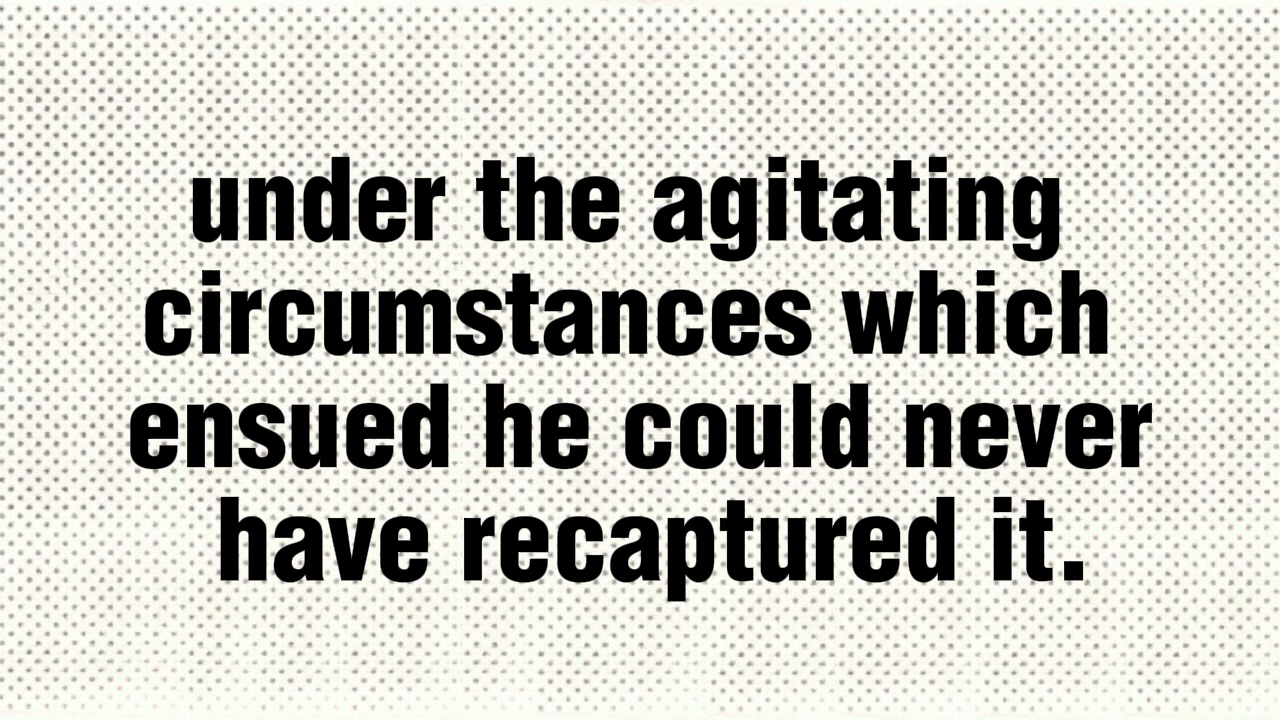 under the agitating
circumstances which
ensued he could never
have recaptured it.